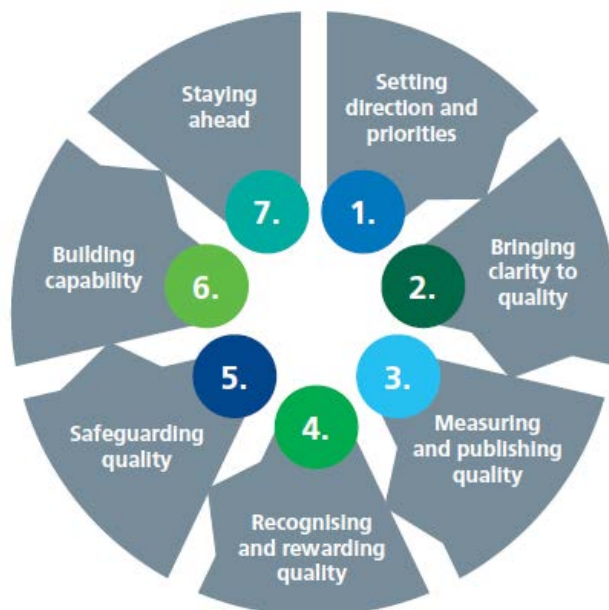 Setting
direction and
priorities
1.
Bringing
clarity to
quality
2.
Measuring
and publishing
quality
3.
Recognising
and rewarding
quality
4.
Safeguarding
quality
5.
Building
capability
6.
Staying
ahead
7.